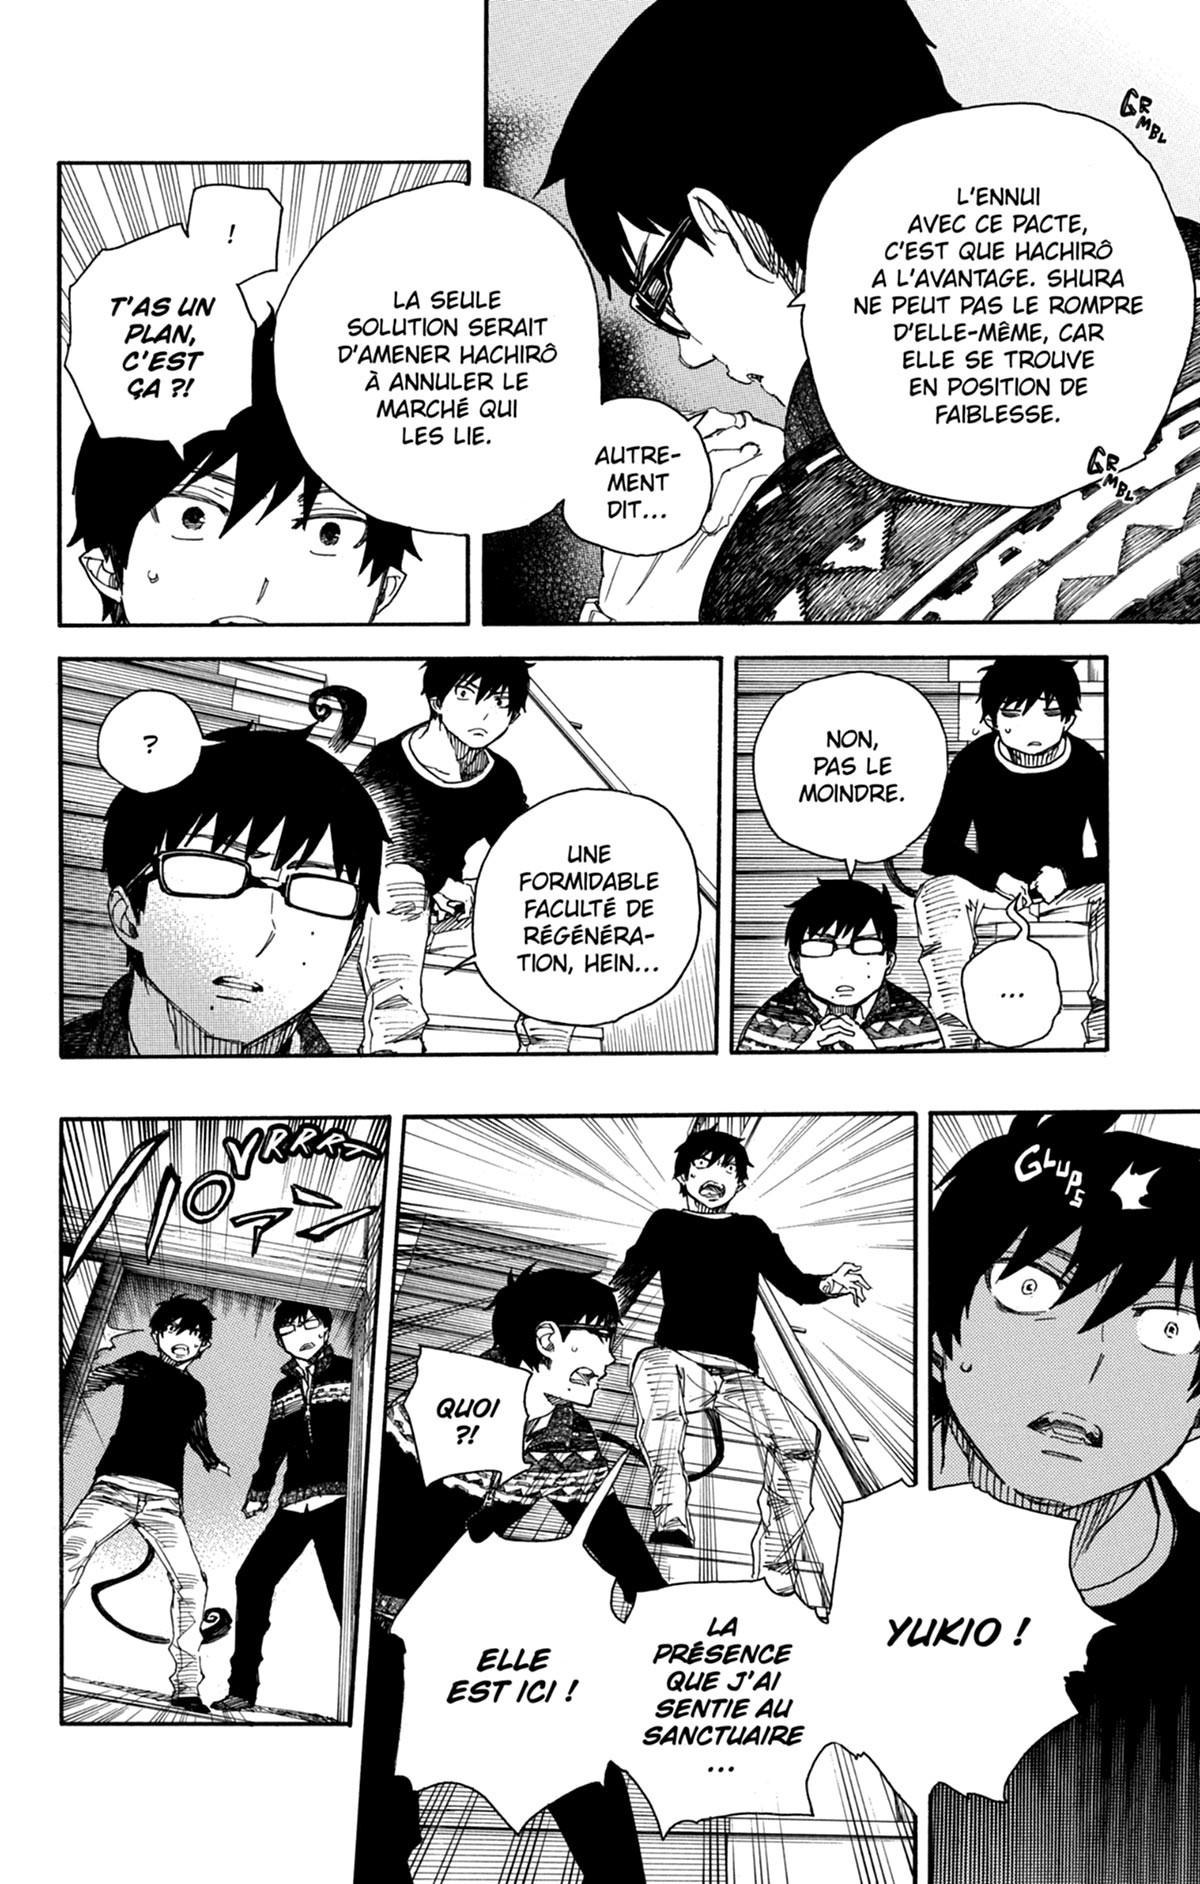 GRMBL
L'ENNUI
AVEC CE PACTE,
C'EST QUE HACHIRÔ
A L'AVANTAGE. SHURA
NE PEUT PAS LE ROMPRE
D'ELLE-MÊME, CAR
ELLE SE TROUVE
EN POSITION DE
FAIBLESSE.
GRMBL
AUTRE-
MENT
DIT...
LA SEULE
SOLUTION SERAIT
D'AMENER HACHIRÔ
À ANNULER LE
MARCHÉ QUI
LES LIE.
!
T'AS UN
PLAN,
C'EST
ÇA ?!
NON,
PAS LE
MOINDRE.
...
UNE
FORMIDABLE
FACULTÉ DE
RÉGÉNÉRA-
TION, HEIN...
?
GLUPS
YUKIO !
LA
PRÉSENCE
QUE J'AI
SENTIE AU
SANCTUAIRE
...
ELLE
EST ICI !
QUOI
?!
VRRRR
バァン